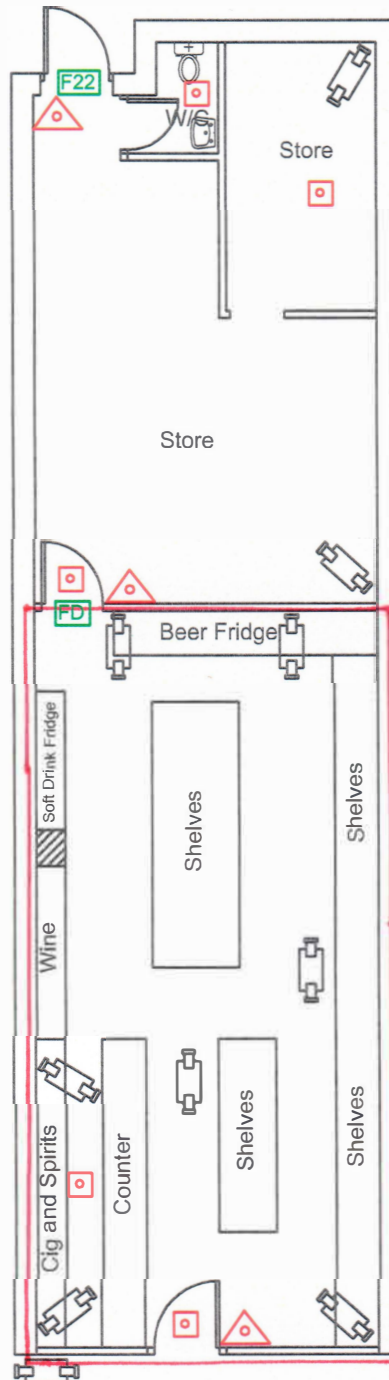 F22
W/C
Store
Store
FD
Beer Fridge
Soft Drink Fridge
Shelves
Shelves
Wine
Cig and Spirits
Counter
Shelves
Shelves